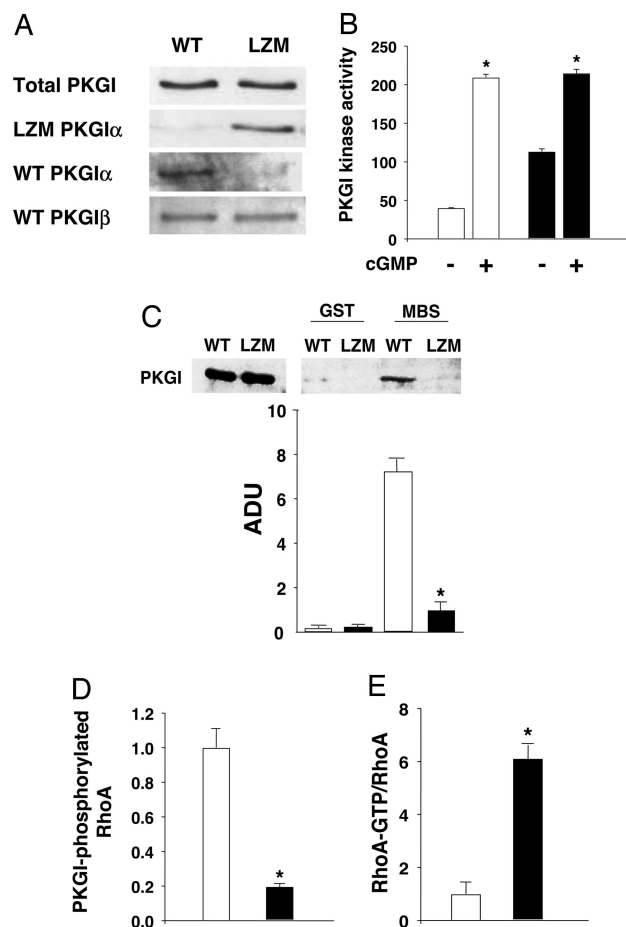 A
WT LZM
Total PKGI
LZM PKGIα
WT PKGIα
WT PKGIβ
B
PKGI kinase activity
250
200
150
100
50
0
* *
cGMP - + - +
C
GST MBS
WT LZM WT LZM WT LZM
PKGI
ADU
10
8
6
4
2
0
*
D
PKGI-phosphorylated
RhoA
1.2
1.0
0.8
0.6
0.4
0.2
0.0
*
E
RhoA-GTP/RhoA
8
6
4
2
0
*